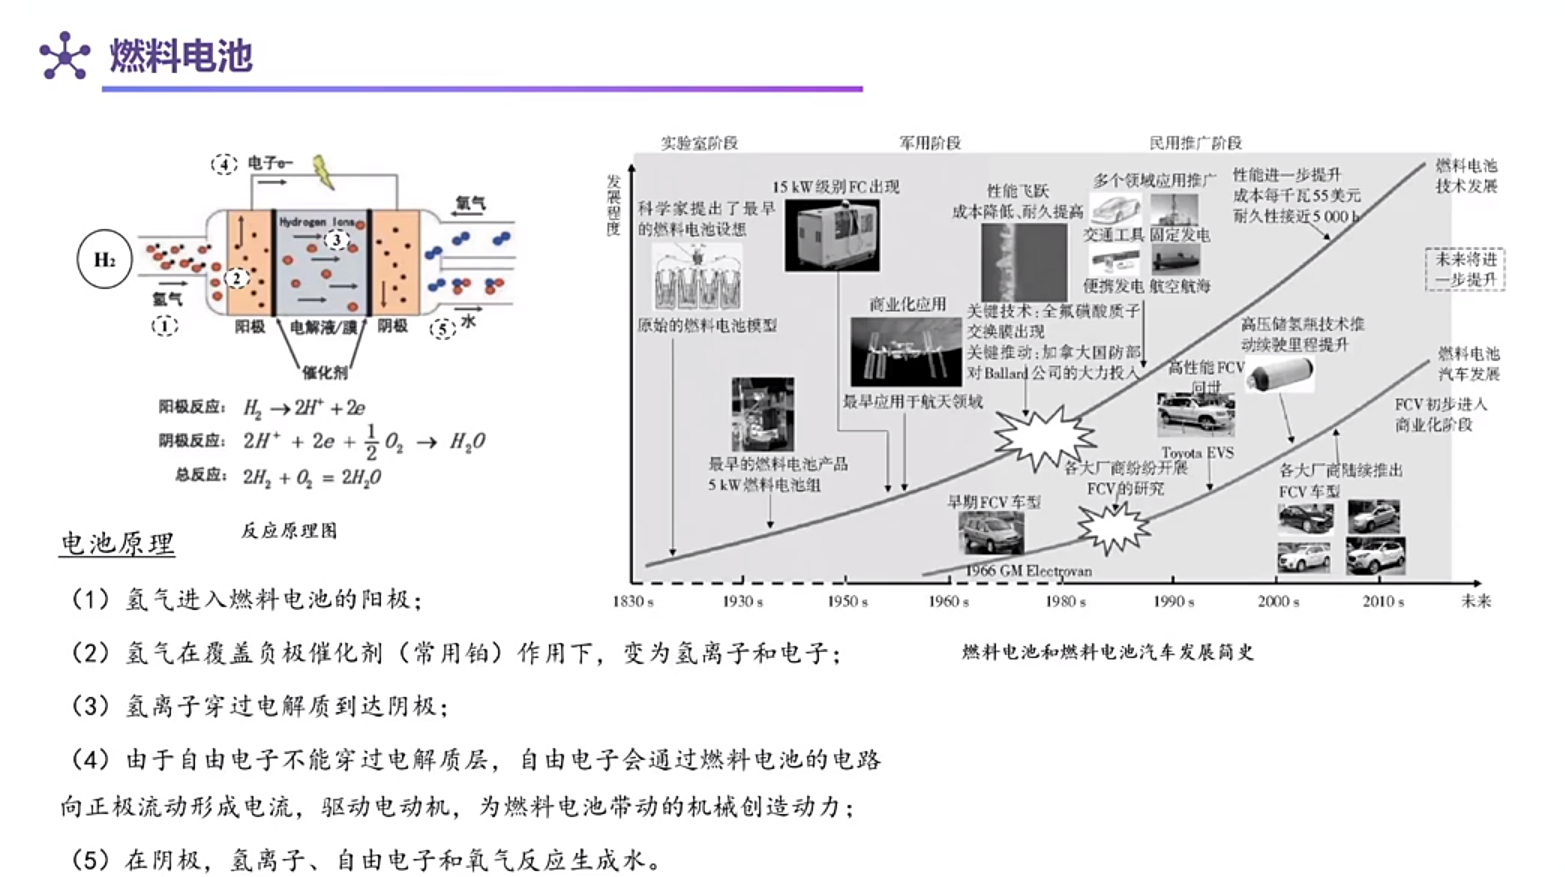 燃料电池
④ 电子e-
氧气
Hydrogen Ions
③
H₂
②
氢气
①
阳极
电解液/膜
阴极
⑤
水
催化剂
阳极反应： H₂ → 2H⁺ + 2e
阴极反应： 2H⁺ + 2e + 1/2 O₂ → H₂O
总反应： 2H₂ + O₂ = 2H₂O
反应原理图
电池原理
（1）氢气进入燃料电池的阳极；
（2）氢气在覆盖负极催化剂（常用铂）作用下，变为氢离子和电子；
（3）氢离子穿过电解质到达阴极；
（4）由于自由电子不能穿过电解质层，自由电子会通过燃料电池的电路
向正极流动形成电流，驱动电动机，为燃料电池带动的机械创造动力；
（5）在阴极，氢离子、自由电子和氧气反应生成水。
实验室阶段
军用阶段
民用推广阶段
发展程度
科学家提出了最早
的燃料电池设想
原始的燃料电池模型
最早的燃料电池产品
5 kW燃料电池组
15 kW级别FC出现
商业化应用
最早应用于航天领域
性能飞跃
成本降低、耐久提高
关键技术：全氟磺酸质子
交换膜出现
关键推动：加拿大国防部
对Ballard公司的大力投入
多个领域应用推广
交通工具 固定发电
便携发电 航空航海
性能进一步提升
成本每千瓦55美元
耐久性接近5 000 h
燃料电池
技术发展
未来将进
一步提升
高压储氢瓶技术推
动续驶里程提升
高性能FCV
问世
Toyota EVS
燃料电池
汽车发展
FCV初步进入
商业化阶段
各大厂商纷纷开展
FCV的研究
早期FCV车型
1966 GM Electrovan
各大厂商陆续推出
FCV车型
1830 s
1930 s
1950 s
1960 s
1980 s
1990 s
2000 s
2010 s
未来
燃料电池和燃料电池汽车发展简史